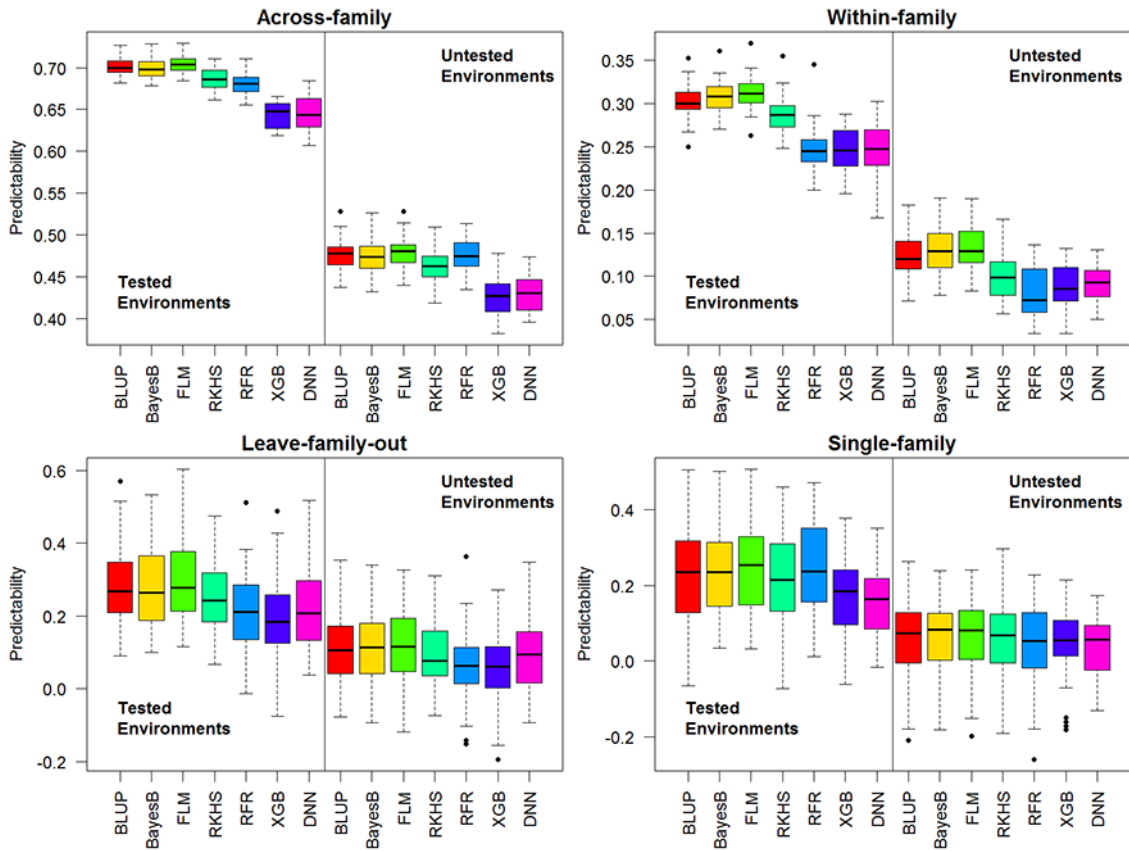 Across-family
Predictability
0.70
0.65
0.50
0.45
0.40
Tested
Environments
Untested
Environments
BLUP
BayesB
FLM
RKHS
RFR
XGB
DNN
BLUP
BayesB
FLM
RKHS
RFR
XGB
DNN
Within-family
Predictability
0.35
0.30
0.25
0.20
0.15
0.10
0.05
Tested
Environments
Untested
Environments
BLUP
BayesB
FLM
RKHS
RFR
XGB
DNN
BLUP
BayesB
FLM
RKHS
RFR
XGB
DNN
Leave-family-out
Predictability
0.6
0.4
0.2
0.0
-0.2
Tested
Environments
Untested
Environments
BLUP
BayesB
FLM
RKHS
RFR
XGB
DNN
BLUP
BayesB
FLM
RKHS
RFR
XGB
DNN
Single-family
Predictability
0.4
0.2
0.0
-0.2
Tested
Environments
Untested
Environments
BLUP
BayesB
FLM
RKHS
RFR
XGB
DNN
BLUP
BayesB
FLM
RKHS
RFR
XGB
DNN